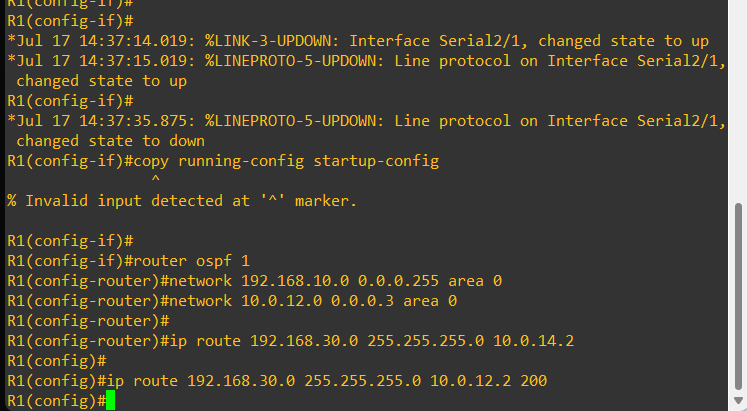 R1(config-if)#
R1(config-if)#
*Jul 17 14:37:14.019: %LINK-3-UPDOWN: Interface Serial2/1, changed state to up
*Jul 17 14:37:15.019: %LINEPROTO-5-UPDOWN: Line protocol on Interface Serial2/1,
 changed state to up
R1(config-if)#
*Jul 17 14:37:35.875: %LINEPROTO-5-UPDOWN: Line protocol on Interface Serial2/1,
 changed state to down
R1(config-if)#copy running-config startup-config
                ^
% Invalid input detected at '^' marker.

R1(config-if)#
R1(config-if)#router ospf 1
R1(config-router)#network 192.168.10.0 0.0.0.255 area 0
R1(config-router)#network 10.0.12.0 0.0.0.3 area 0
R1(config-router)#
R1(config-router)#ip route 192.168.30.0 255.255.255.0 10.0.14.2
R1(config)#
R1(config)#ip route 192.168.30.0 255.255.255.0 10.0.12.2 200
R1(config)#